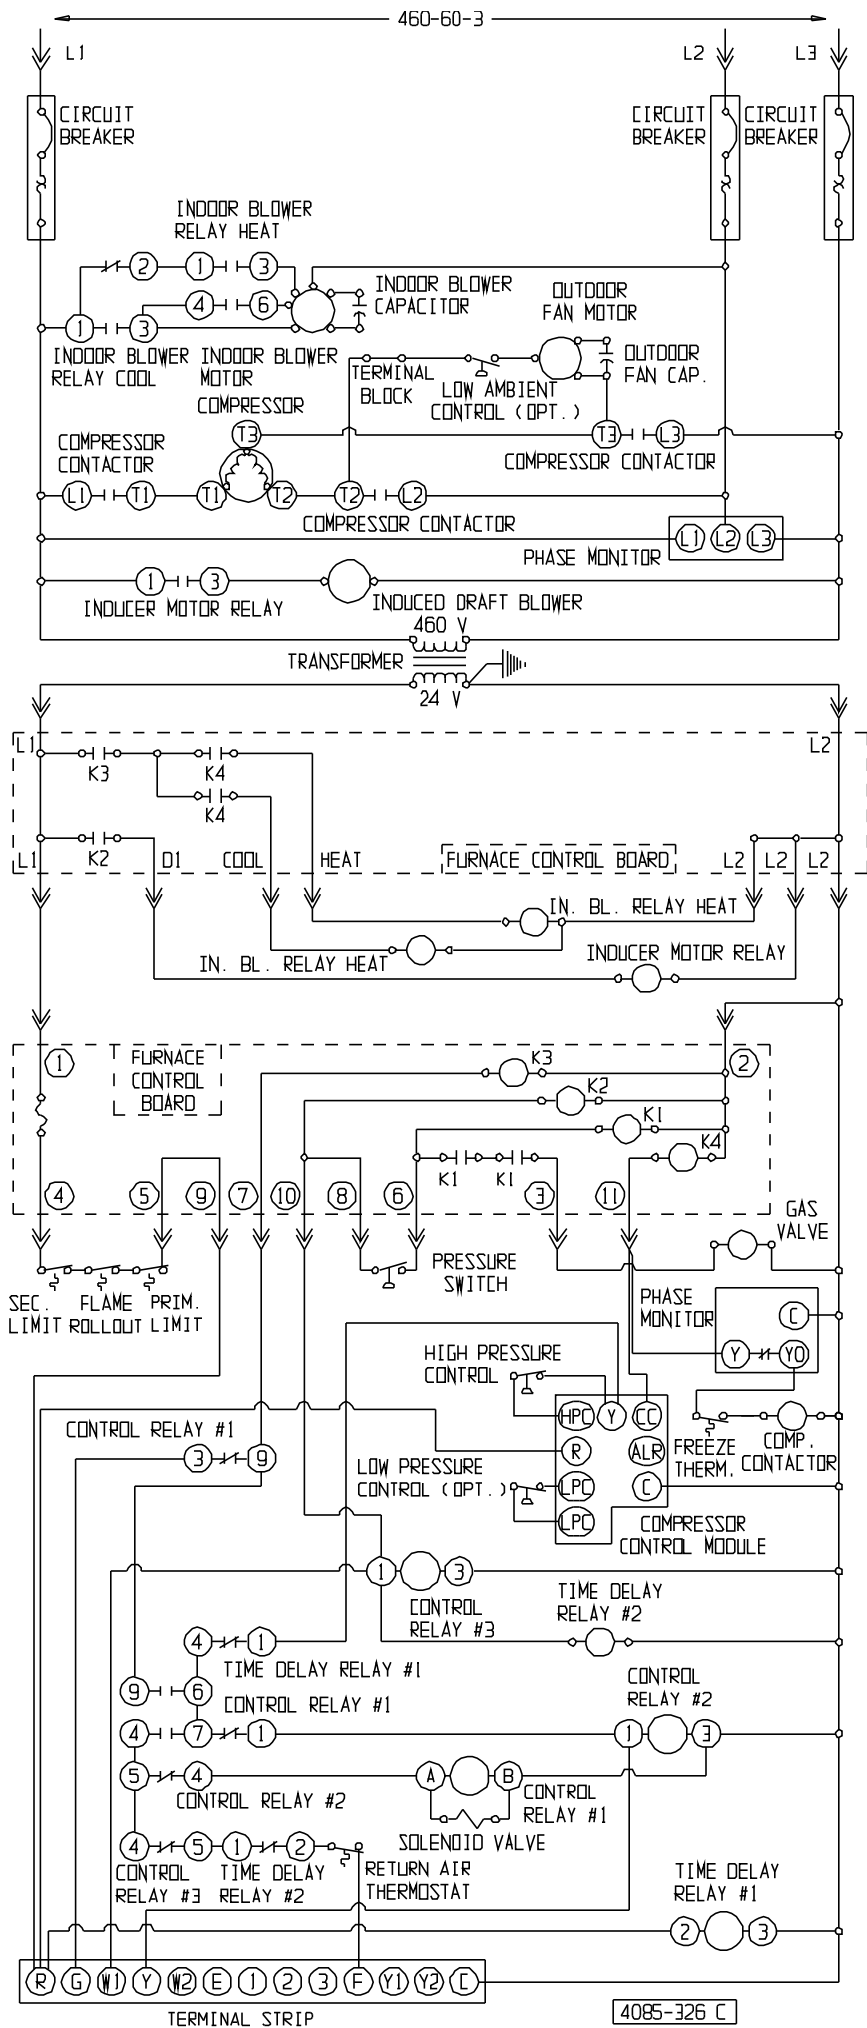 460-60-3
L1
L2
L3
CIRCUIT
BREAKER
CIRCUIT
BREAKER
CIRCUIT
BREAKER
INDOOR BLOWER
RELAY HEAT
2 1 3
4 6
1 3
INDOOR BLOWER
CAPACITOR
OUTDOOR
FAN MOTOR
INDOOR BLOWER
RELAY COOL
INDOOR BLOWER
MOTOR
TERMINAL
BLOCK
LOW AMBIENT
CONTROL (OPT.)
OUTDOOR
FAN CAP.
COMPRESSOR
T3
T3 L3
COMPRESSOR
CONTACTOR
COMPRESSOR CONTACTOR
L1 T1 T1 T2 T2 L2
COMPRESSOR CONTACTOR
PHASE MONITOR
L1 L2 L3
1 3
INDUCER MOTOR RELAY
INDUCED DRAFT BLOWER
460 V
TRANSFORMER
24 V
L1
L2
K3
K4
K4
K2
L1
D1
COOL
HEAT
FURNACE CONTROL BOARD
L2
L2
L2
IN. BL. RELAY HEAT
IN. BL. RELAY HEAT
INDUCER MOTOR RELAY
1
FURNACE
CONTROL
BOARD
K3
2
K2
K1
K4
K1
K1
4 5 9 7 10 8 6 3 11
GAS
VALVE
PRESSURE
SWITCH
SEC.
LIMIT
FLAME
ROLLOUT
PRIM.
LIMIT
PHASE
MONITOR
C
Y YO
HIGH PRESSURE
CONTROL
HPC Y CC
CONTROL RELAY #1
3 9
R ALR
FREEZE
THERM.
COMP.
CONTACTOR
LOW PRESSURE
CONTROL (OPT.)
LPC C
LPC
COMPRESSOR
CONTROL MODULE
1 3
CONTROL
RELAY #3
TIME DELAY
RELAY #2
4 1
TIME DELAY RELAY #1
9 6
CONTROL RELAY #1
CONTROL
RELAY #2
4 7 1
1 3
5 4
A B
CONTROL RELAY #2
CONTROL
RELAY #1
SOLENOID VALVE
4 5 1 2
CONTROL
RELAY #3
TIME DELAY
RELAY #2
RETURN AIR
THERMOSTAT
TIME DELAY
RELAY #1
2 3
R G W1 Y W2 E 1 2 3 F Y1 Y2 C
TERMINAL STRIP
4085-326 C